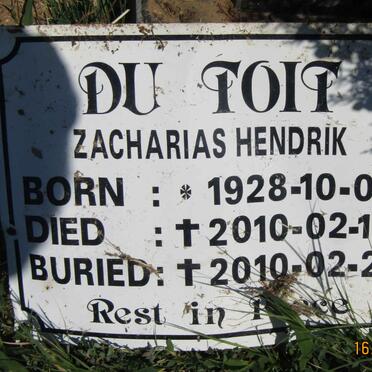 DU TOIT
ZACHARIAS HENDRIK
BORN : * 1928-10-0
DIED : ✝ 2010-02-1
BURIED: ✝ 2010-02-2
Rest in
16